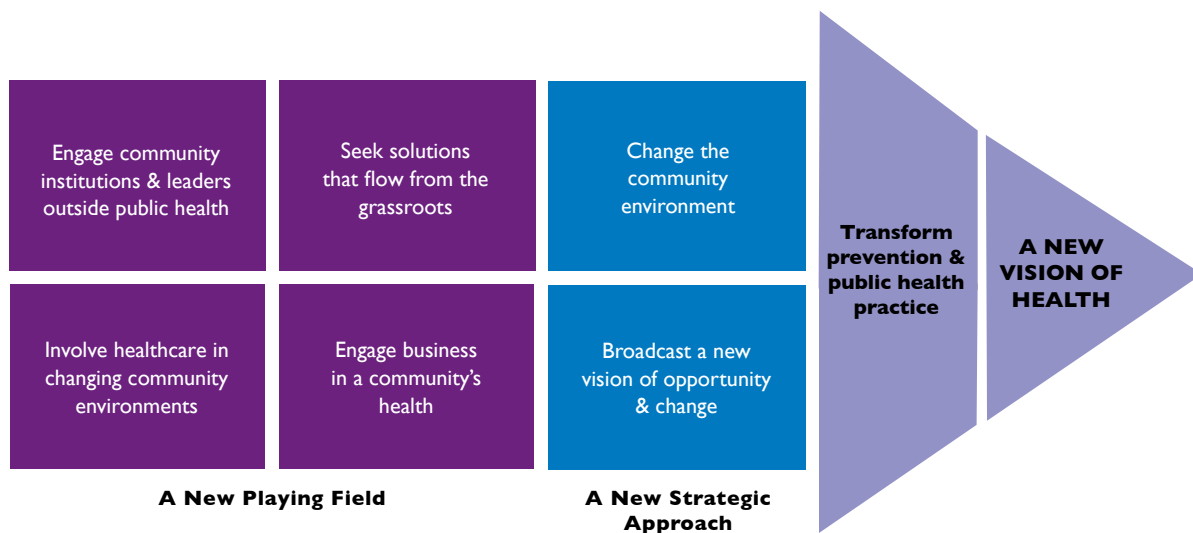 Engage community
institutions & leaders
outside public health
Seek solutions
that flow from the
grassroots
Change the
community
environment
Involve healthcare in
changing community
environments
Engage business
in a community’s
health
Broadcast a new
vision of opportunity
& change
A New Playing Field
A New Strategic
Approach
Transform
prevention &
public health
practice
A NEW
VISION OF
HEALTH